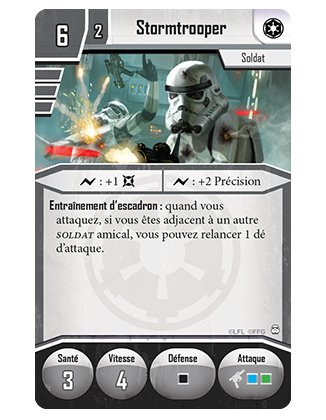 6
2
Stormtrooper
Soldat
: +1
: +2 Précision
Entraînement d'escadron : quand vous
attaquez, si vous êtes adjacent à un autre
SOLDAT amical, vous pouvez relancer 1 dé
d'attaque.
©LFL ©FFG
Santé
Vitesse
Défense
Attaque
3
4